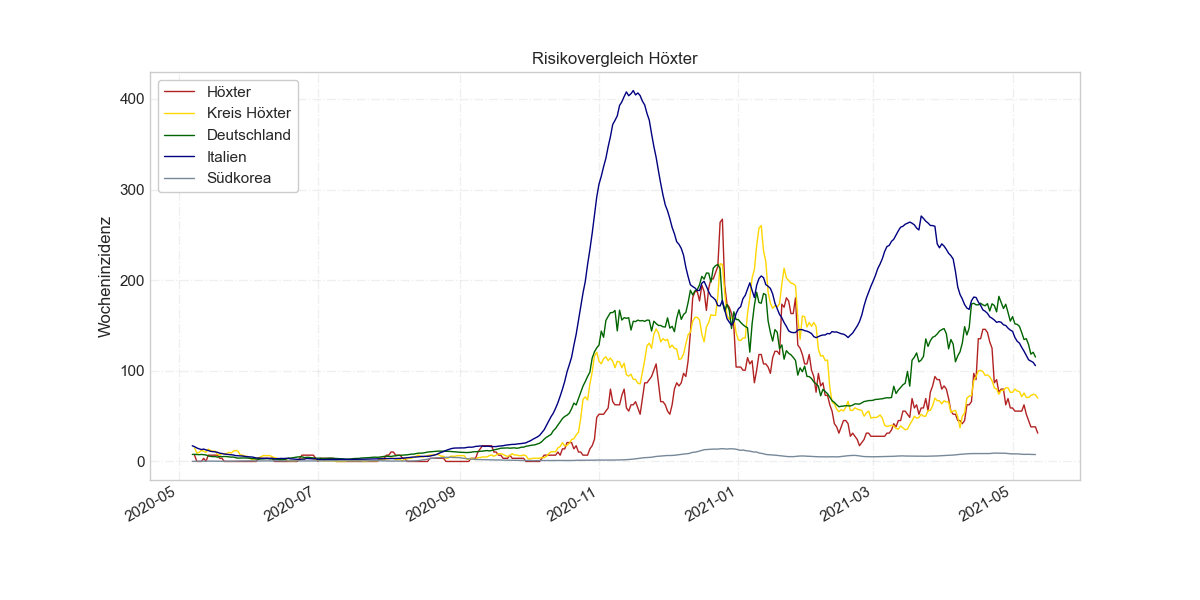 Risikovergleich Höxter
Höxter
Kreis Höxter
Deutschland
Italien
Südkorea
Wocheninzidenz
400
300
200
100
0
2020-05
2020-07
2020-09
2020-11
2021-01
2021-03
2021-05